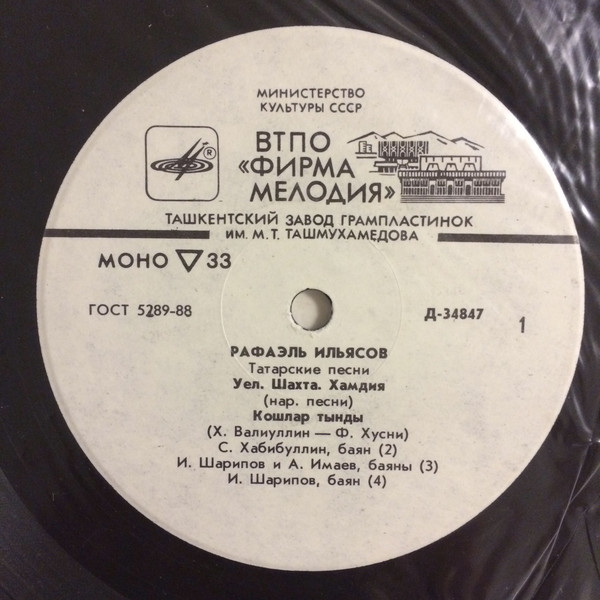 МИНИСТЕРСТВО
КУЛЬТУРЫ СССР
ВТПО
«ФИРМА
МЕЛОДИЯ»
®
ТАШКЕНТСКИЙ ЗАВОД ГРАМПЛАСТИНОК
ИМ. М. Т. ТАШМУХАМЕДОВА
МОНО ▽ 33
ГОСТ 5289-88
Д-34847
1
РАФАЭЛЬ ИЛЬЯСОВ
Татарские песни
Уел. Шахта. Хамдия
(нар. песни)
Кошлар тынды
(Х. Валиуллин — Ф. Хусни)
С. Хабибуллин, баян (2)
И. Шарипов и А. Имаев, баяны (3)
И. Шарипов, баян (4)